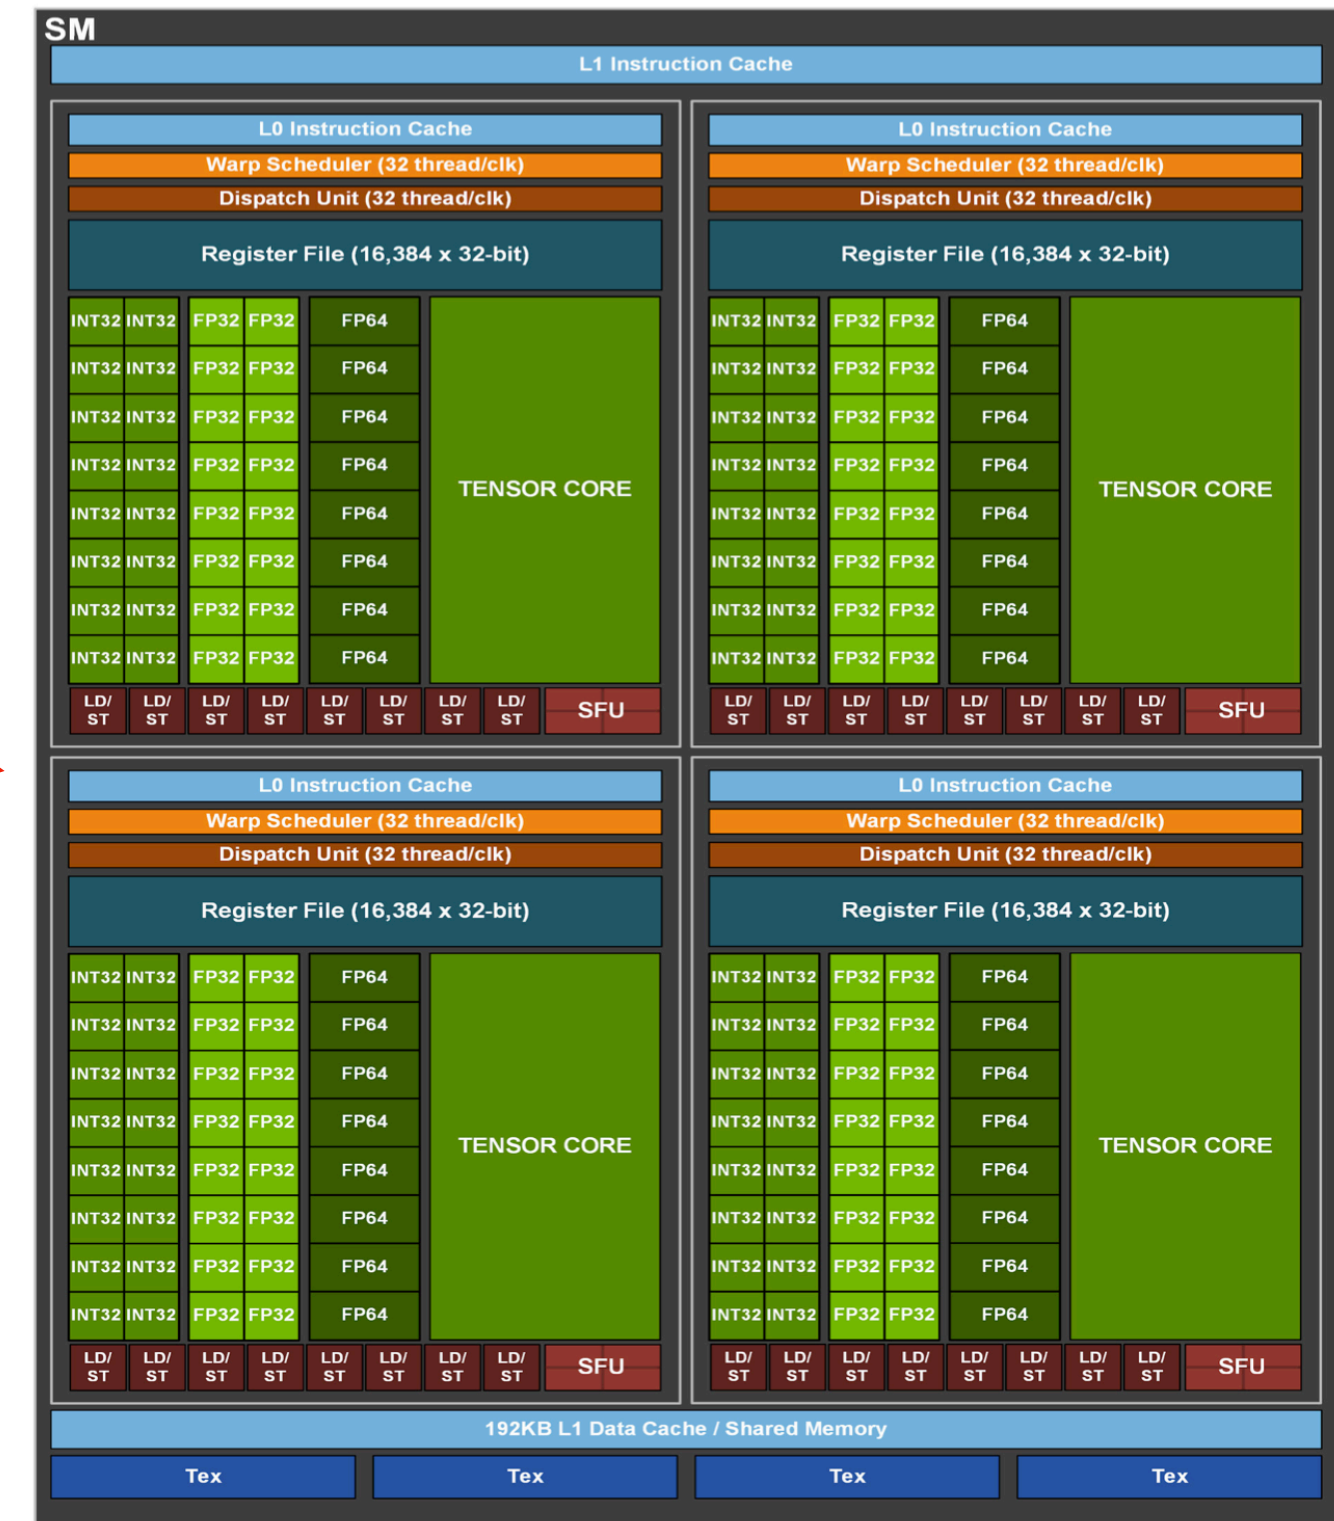 SM
L1 Instruction Cache
L0 Instruction Cache
Warp Scheduler (32 thread/clk)
Dispatch Unit (32 thread/clk)
Register File (16,384 x 32-bit)
INT32 INT32 FP32 FP32 FP64
INT32 INT32 FP32 FP32 FP64
INT32 INT32 FP32 FP32 FP64
INT32 INT32 FP32 FP32 FP64
TENSOR CORE
INT32 INT32 FP32 FP32 FP64
INT32 INT32 FP32 FP32 FP64
INT32 INT32 FP32 FP32 FP64
INT32 INT32 FP32 FP32 FP64
LD/ LD/ LD/ LD/ LD/ LD/ LD/ LD/
ST ST ST ST ST ST ST ST
SFU
L0 Instruction Cache
Warp Scheduler (32 thread/clk)
Dispatch Unit (32 thread/clk)
Register File (16,384 x 32-bit)
INT32 INT32 FP32 FP32 FP64
INT32 INT32 FP32 FP32 FP64
INT32 INT32 FP32 FP32 FP64
INT32 INT32 FP32 FP32 FP64
TENSOR CORE
INT32 INT32 FP32 FP32 FP64
INT32 INT32 FP32 FP32 FP64
INT32 INT32 FP32 FP32 FP64
INT32 INT32 FP32 FP32 FP64
LD/ LD/ LD/ LD/ LD/ LD/ LD/ LD/
ST ST ST ST ST ST ST ST
SFU
L0 Instruction Cache
Warp Scheduler (32 thread/clk)
Dispatch Unit (32 thread/clk)
Register File (16,384 x 32-bit)
INT32 INT32 FP32 FP32 FP64
INT32 INT32 FP32 FP32 FP64
INT32 INT32 FP32 FP32 FP64
INT32 INT32 FP32 FP32 FP64
TENSOR CORE
INT32 INT32 FP32 FP32 FP64
INT32 INT32 FP32 FP32 FP64
INT32 INT32 FP32 FP32 FP64
INT32 INT32 FP32 FP32 FP64
LD/ LD/ LD/ LD/ LD/ LD/ LD/ LD/
ST ST ST ST ST ST ST ST
SFU
L0 Instruction Cache
Warp Scheduler (32 thread/clk)
Dispatch Unit (32 thread/clk)
Register File (16,384 x 32-bit)
INT32 INT32 FP32 FP32 FP64
INT32 INT32 FP32 FP32 FP64
INT32 INT32 FP32 FP32 FP64
INT32 INT32 FP32 FP32 FP64
TENSOR CORE
INT32 INT32 FP32 FP32 FP64
INT32 INT32 FP32 FP32 FP64
INT32 INT32 FP32 FP32 FP64
INT32 INT32 FP32 FP32 FP64
LD/ LD/ LD/ LD/ LD/ LD/ LD/ LD/
ST ST ST ST ST ST ST ST
SFU
192KB L1 Data Cache / Shared Memory
Tex Tex Tex Tex